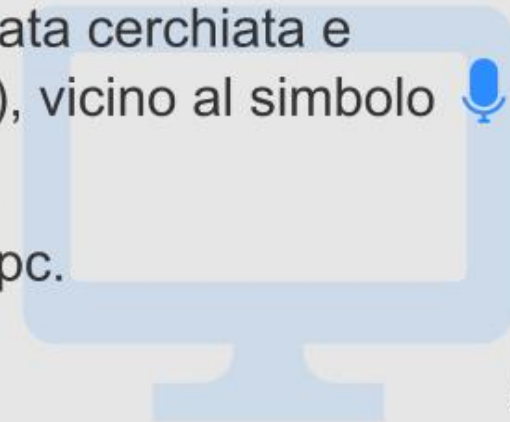 ata cerchiata e
), vicino al simbolo
pc.